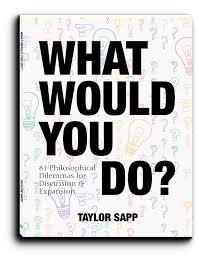 WHAT
WOULD
YOU
DO?
81 Philosophical
Dilemmas for
Discussion &
Expansion
TAYLOR SAPP